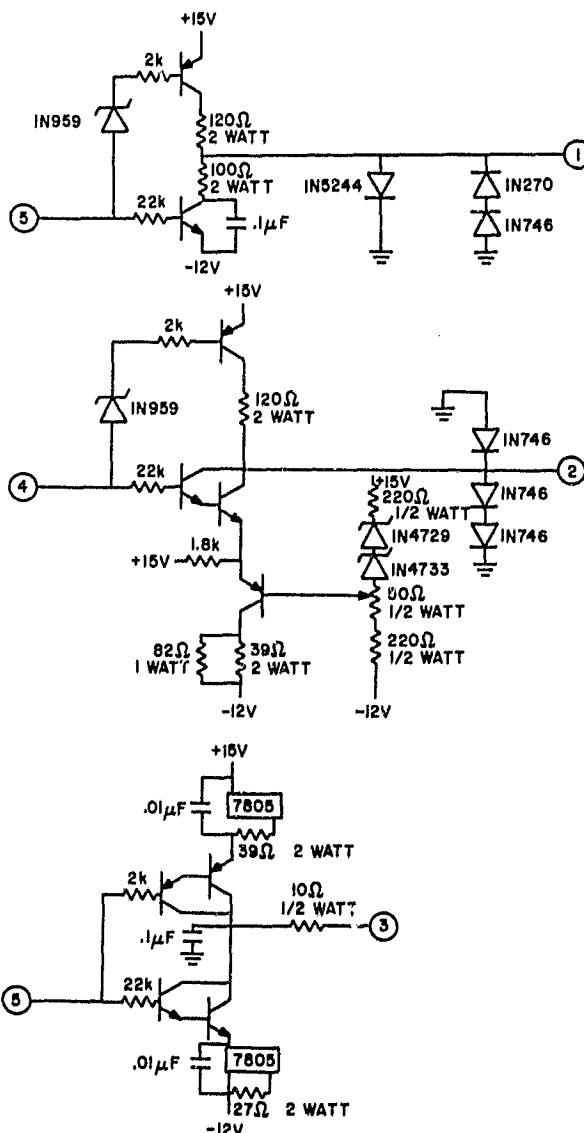 +15V
2k
IN959
120Ω
2 WATT
100Ω
2 WATT
IN5244
IN270
IN746
1
5
22k
.1μF
-12V
+15V
2k
IN959
120Ω
2 WATT
IN746
4
22k
2
+15V
220Ω
1/2 WATT
IN746
IN4729
IN746
+15V
1.8k
IN4733
1/2 WATT
82Ω
1 WATT
39Ω
2 WATT
220Ω
1/2 WATT
-12V
-12V
+15V
.01μF
7805
39Ω 2 WATT
2k
10Ω
1/2 WATT
3
.1μF
22k
5
.01μF
7805
27Ω 2 WATT
-12V